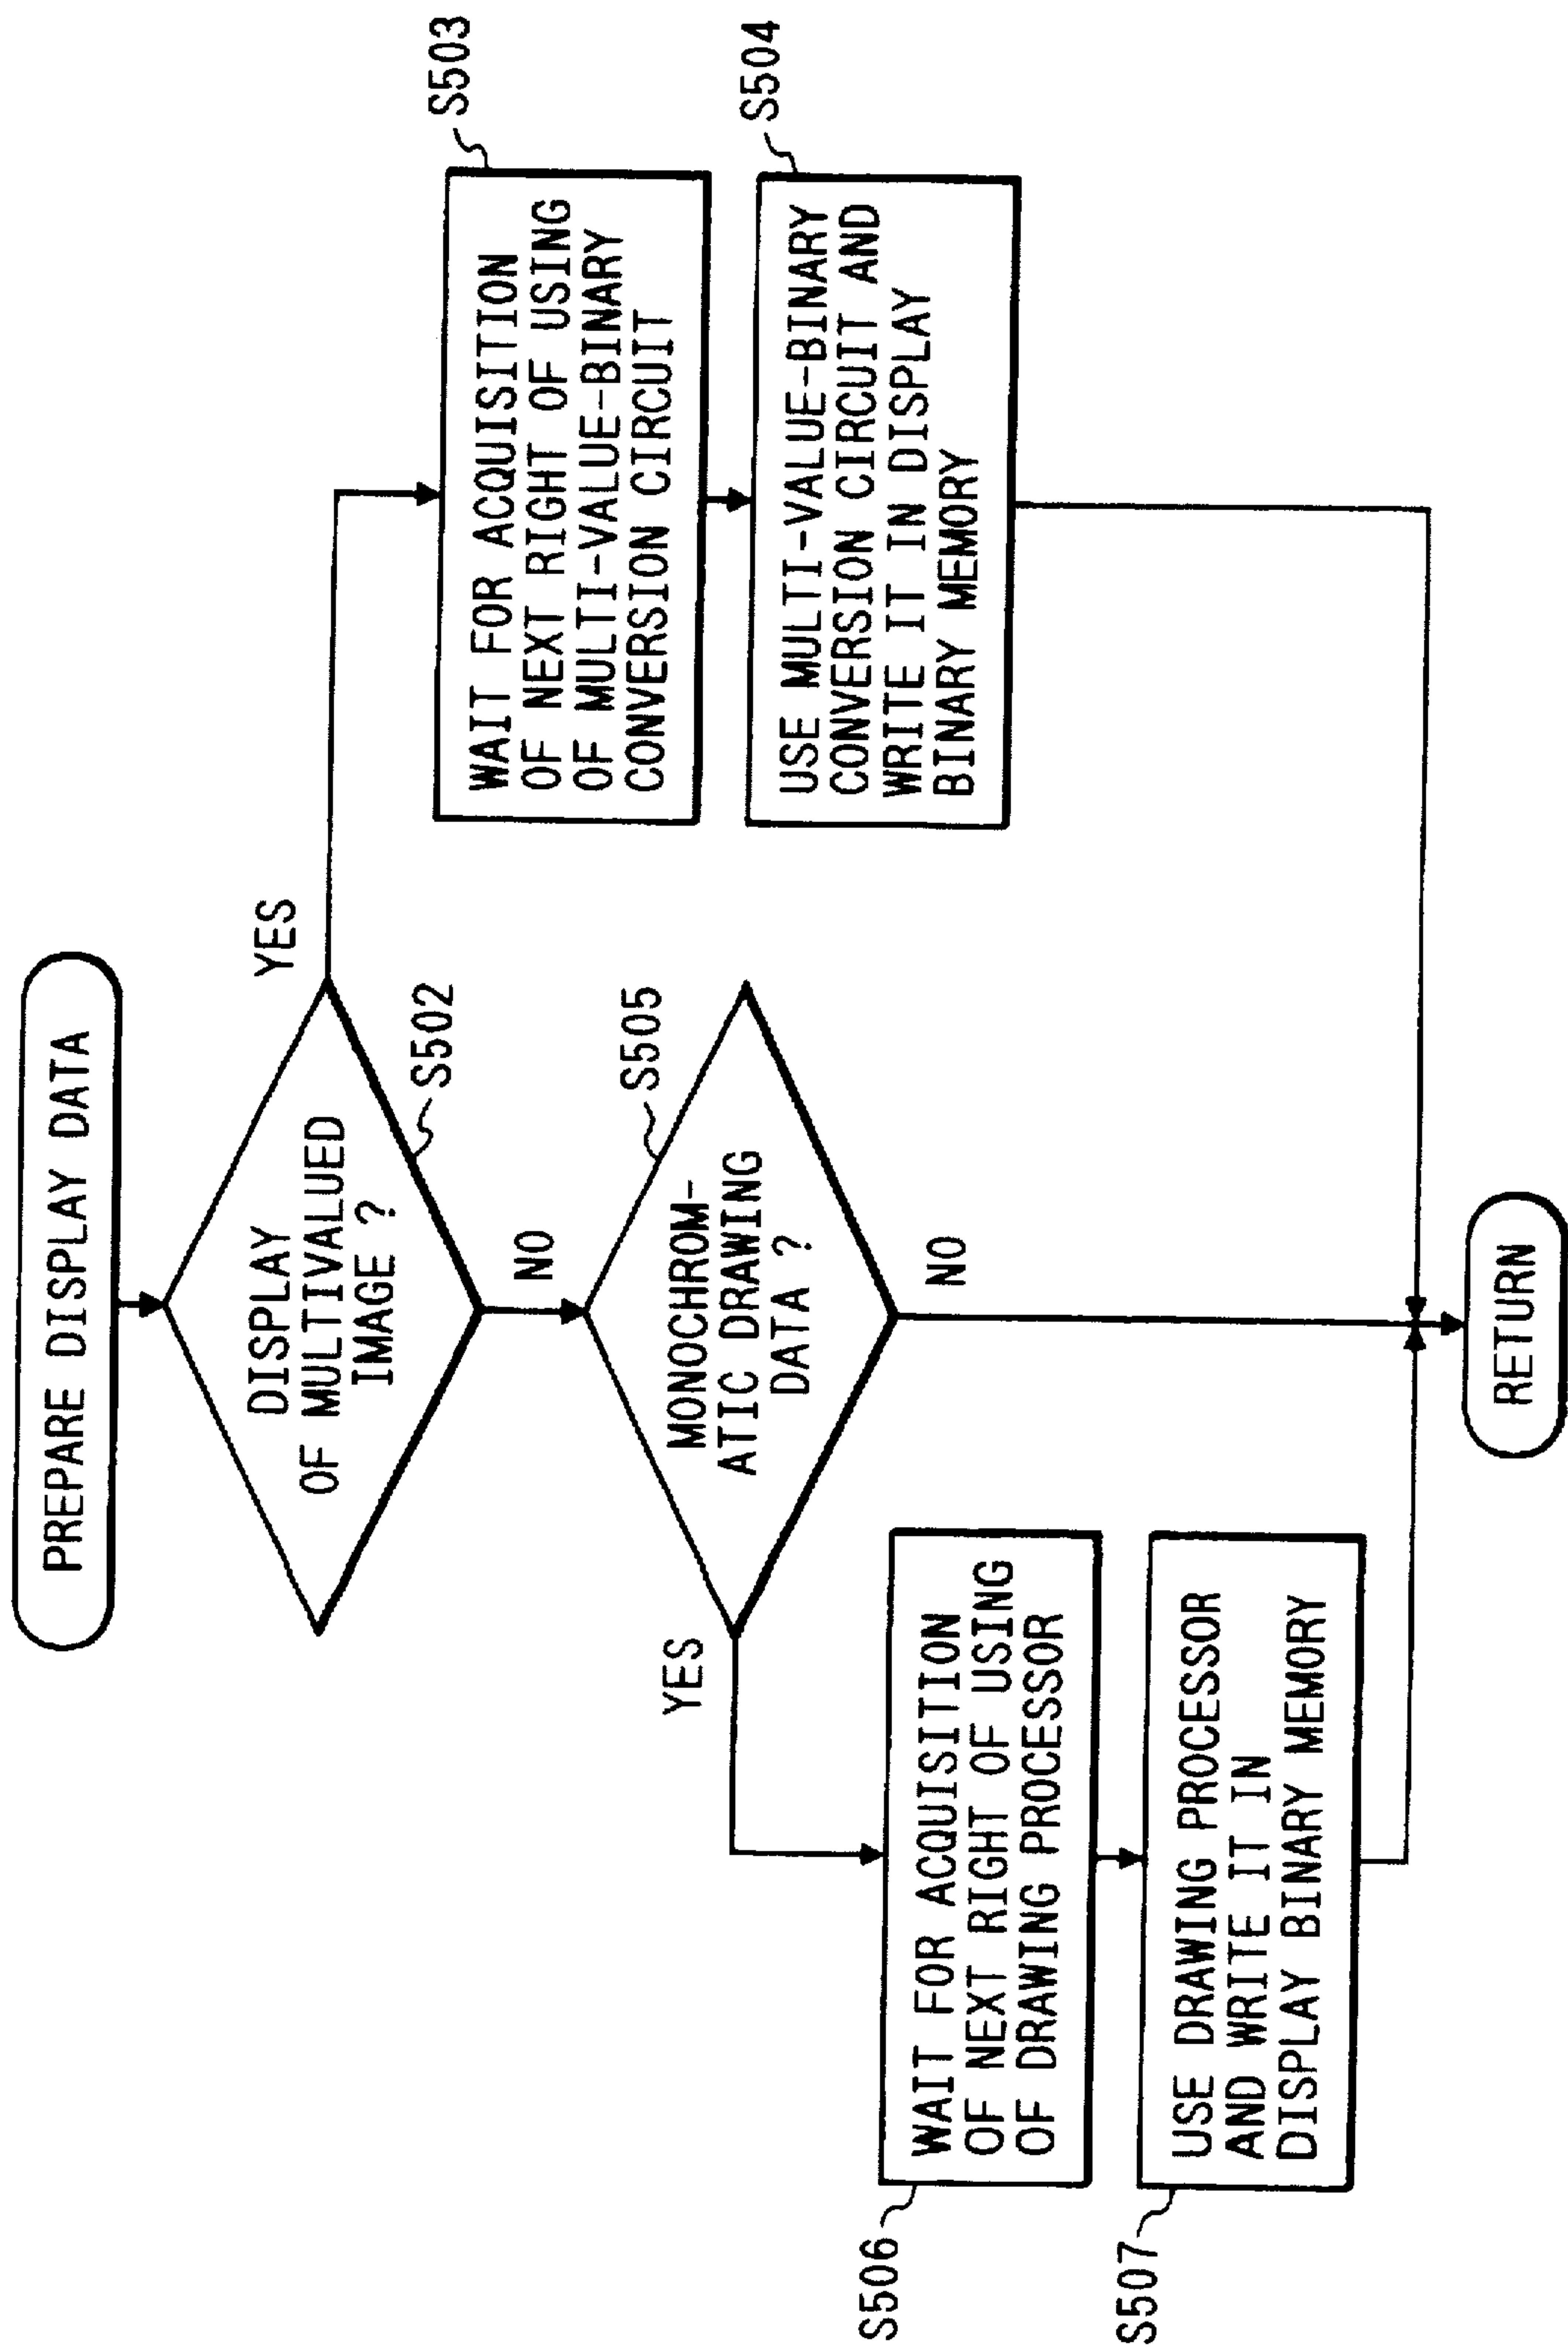 PREPARE DISPLAY DATA
DISPLAY
OF MULTIVALUED
IMAGE ?
S502
YES
NO
WAIT FOR ACQUISITION
OF NEXT RIGHT OF USING
OF MULTI-VALUE-BINARY
CONVERSION CIRCUIT
S503
USE MULTI-VALUE-BINARY
CONVERSION CIRCUIT AND
WRITE IT IN DISPLAY
BINARY MEMORY
S504
MONOCHROM-
ATIC DRAWING
DATA ?
S505
YES
NO
WAIT FOR ACQUISITION
OF NEXT RIGHT OF USING
OF DRAWING PROCESSOR
S506
USE DRAWING PROCESSOR
AND WRITE IT IN
DISPLAY BINARY MEMORY
S507
RETURN